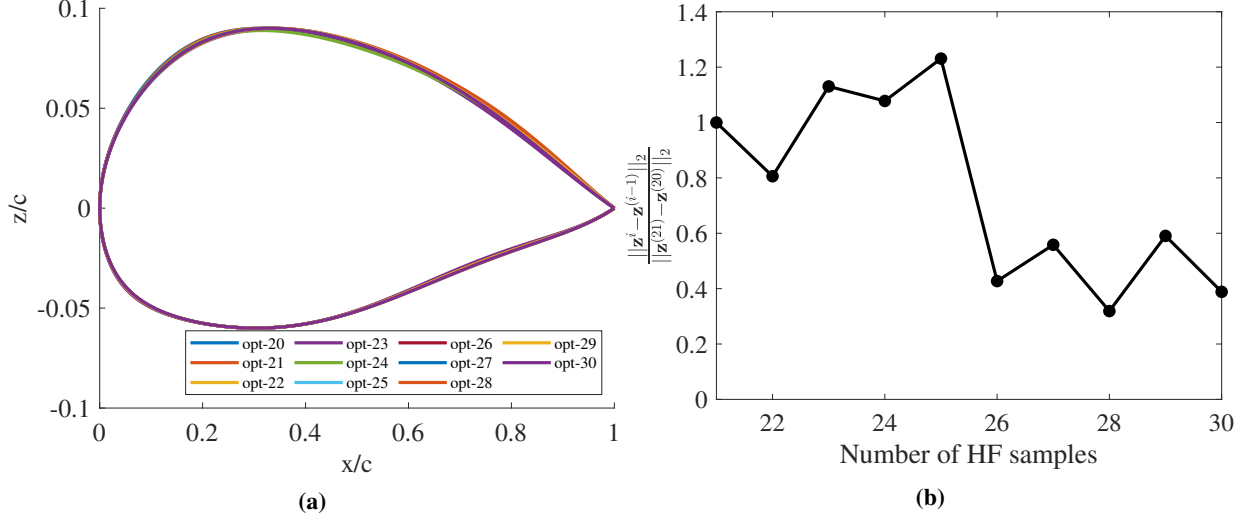 0.1
0.05
0
-0.05
-0.1
z/c
opt-20 opt-23 opt-26 opt-29
opt-21 opt-24 opt-27 opt-30
opt-22 opt-25 opt-28
0 0.2 0.4 0.6 0.8 1
x/c
(a)
1.4
1.2
1
0.8
0.6
0.4
0.2
0
||z^i−z^(i−1)||_2
||z^(21)−z^(20)||_2
22 24 26 28 30
Number of HF samples
(b)